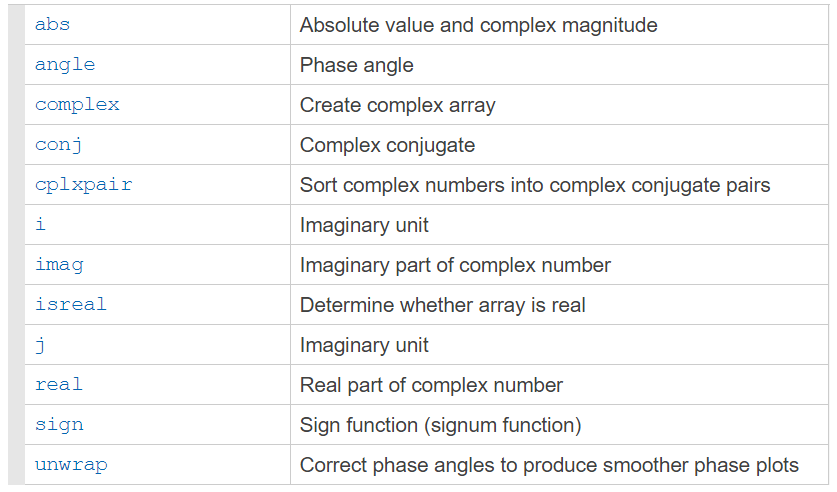 abs Absolute value and complex magnitude
angle Phase angle
complex Create complex array
conj Complex conjugate
cplxpair Sort complex numbers into complex conjugate pairs
i Imaginary unit
imag Imaginary part of complex number
isreal Determine whether array is real
j Imaginary unit
real Real part of complex number
sign Sign function (signum function)
unwrap Correct phase angles to produce smoother phase plots